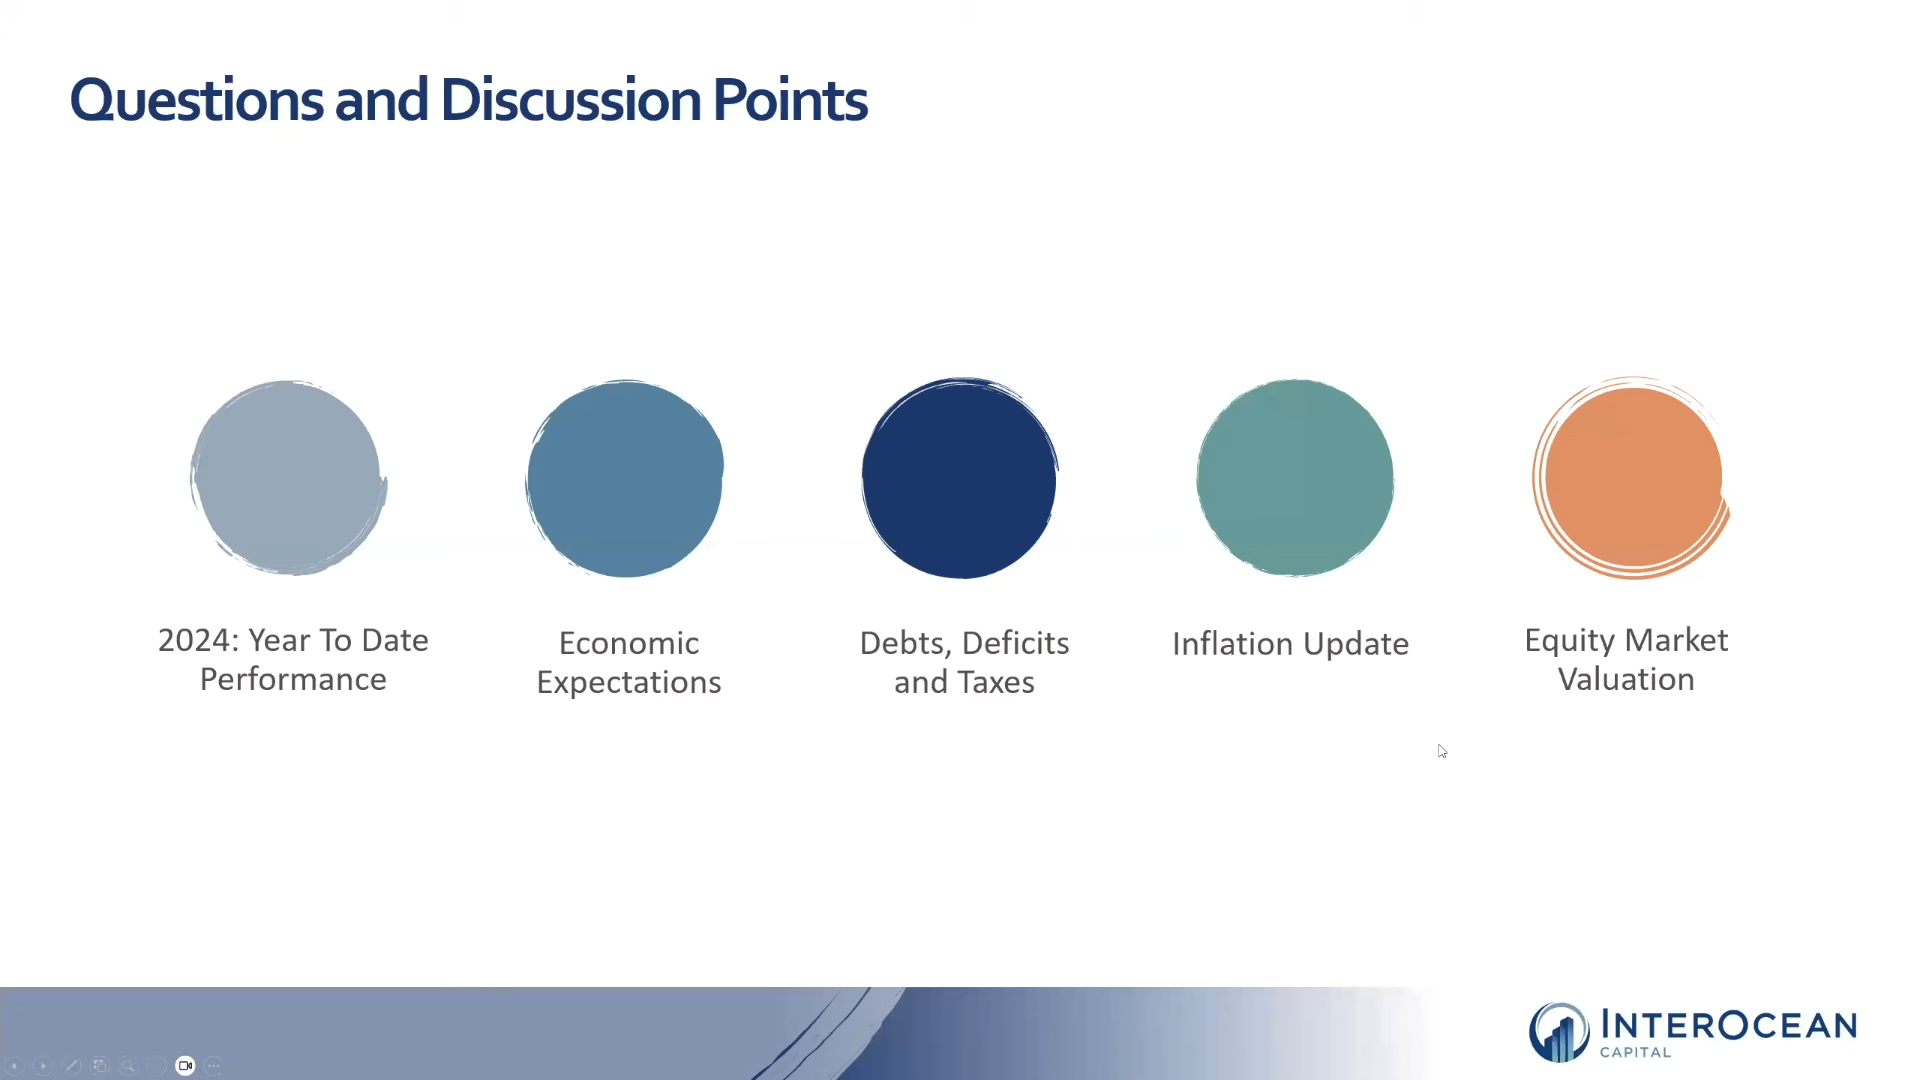 Questions and Discussion Points
2024: Year To Date
Performance
Economic
Expectations
Debts, Deficits
and Taxes
Inflation Update
Equity Market
Valuation
INTEROCEAN
CAPITAL